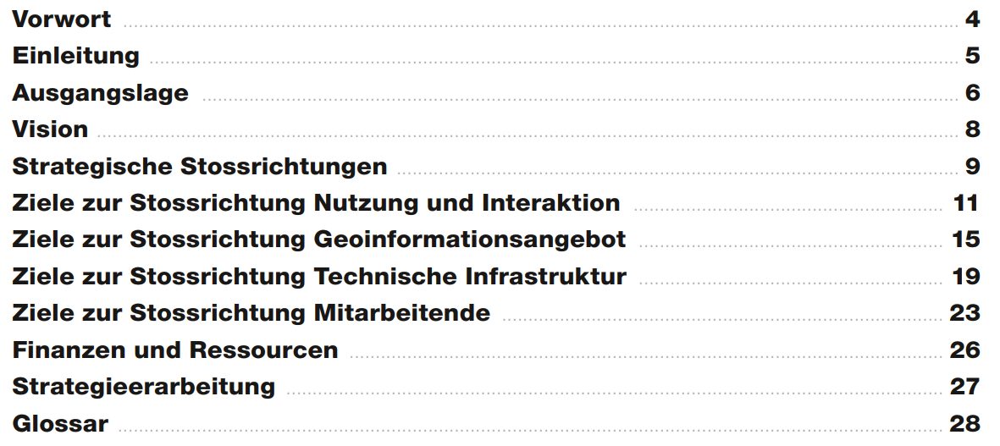 Vorwort 4
Einleitung 5
Ausgangslage 6
Vision 8
Strategische Stossrichtungen 9
Ziele zur Stossrichtung Nutzung und Interaktion 11
Ziele zur Stossrichtung Geoinformationsangebot 15
Ziele zur Stossrichtung Technische Infrastruktur 19
Ziele zur Stossrichtung Mitarbeitende 23
Finanzen und Ressourcen 26
Strategieerarbeitung 27
Glossar 28